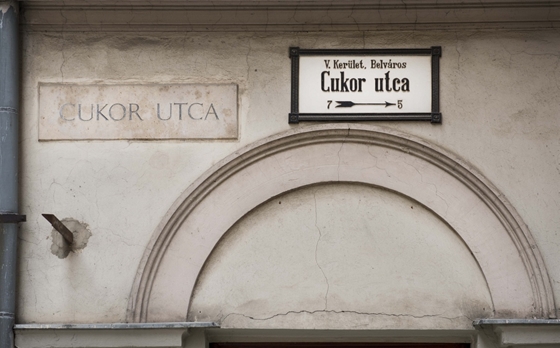 CUKOR UTCA
V. Kerület, Belváros
Cukor utca
7 5